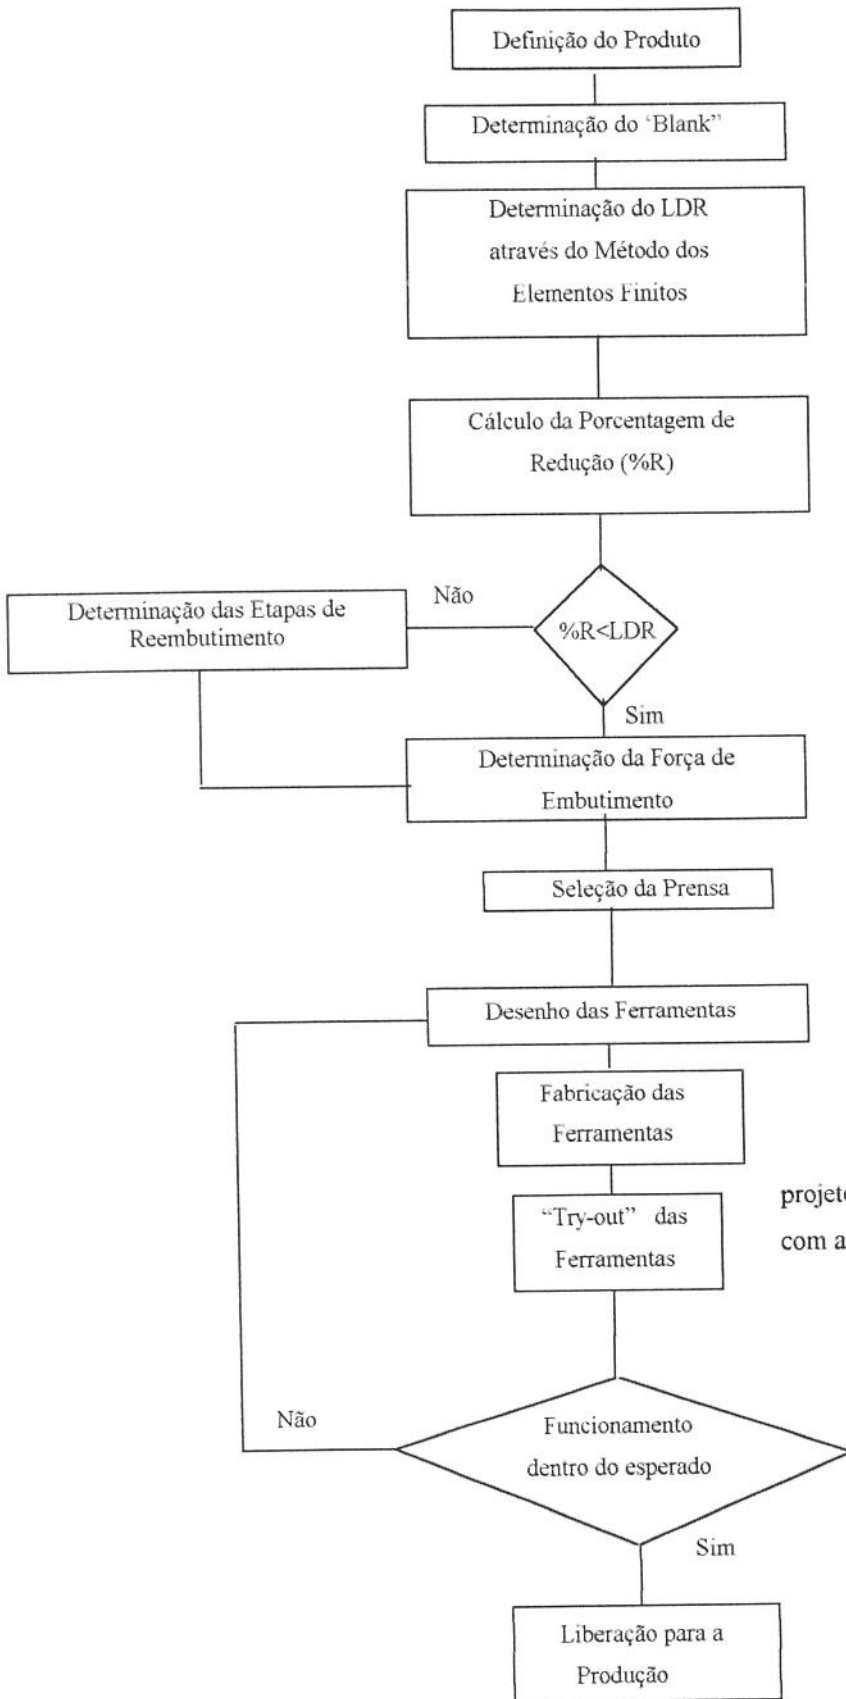 Definição do Produto
Determinação do ‘Blank”
Determinação do LDR
através do Método dos
Elementos Finitos
Cálculo da Porcentagem de
Redução (%R)
Não
%R<LDR
Determinação das Etapas de
Reembutimento
Sim
Determinação da Força de
Embutimento
Seleção da Prensa
Desenho das Ferramentas
Fabricação das
Ferramentas
“Try-out” das
Ferramentas
com a
Não
Funcionamento
dentro do esperado
Sim
Liberação para a
Produção